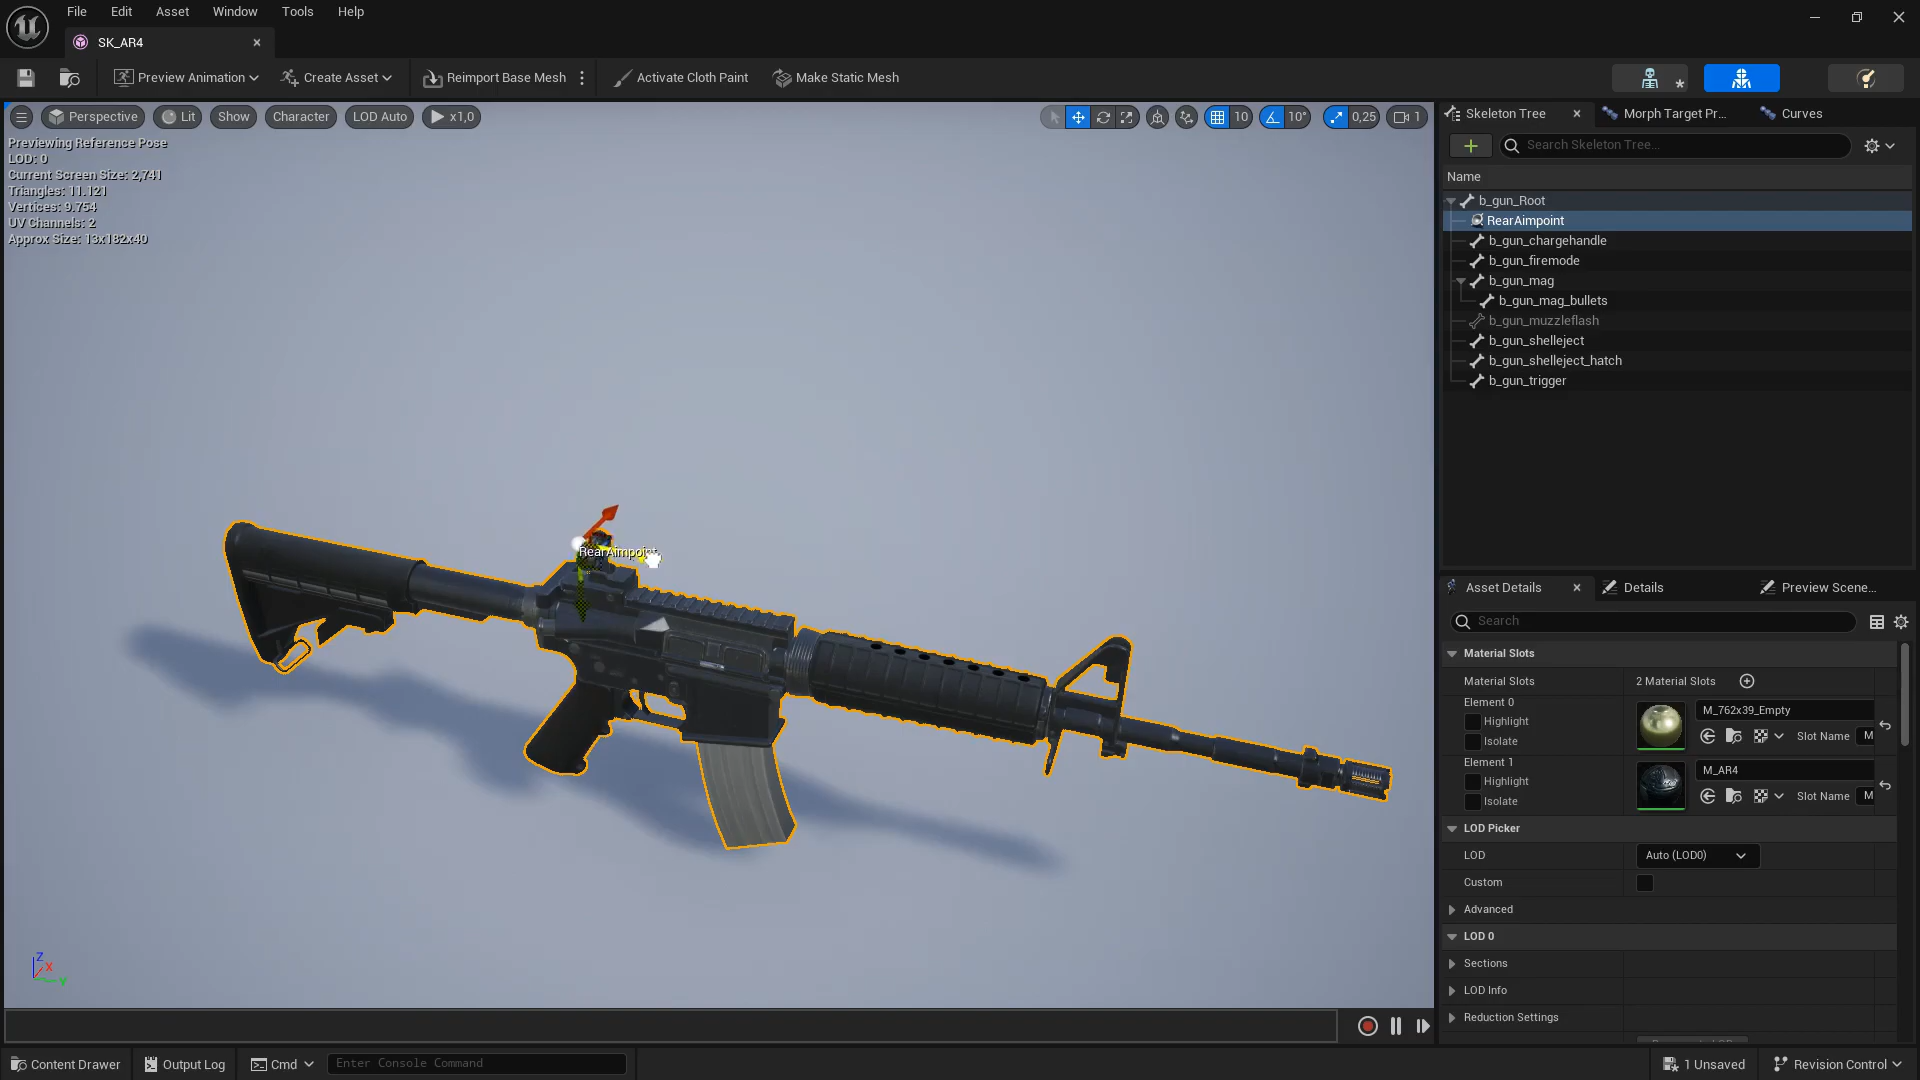 File Edit Asset Window Tools Help
SK_AR4
Preview Animation Create Asset Reimport Base Mesh Activate Cloth Paint Make Static Mesh
Perspective Lit Show Character LOD Auto x1,0 10 10° 0,25 1
Previewing Reference Pose
LOD: 0
Current Screen Size: 2,741
Triangles: 11.121
Vertices: 9.754
UV Channels: 2
Approx Size: 13x182x40
RearAimpoint
Z
X
Y
Skeleton Tree Morph Target Pr... Curves
Search Skeleton Tree...
Name
b_gun_Root
RearAimpoint
b_gun_chargehandle
b_gun_firemode
b_gun_mag
b_gun_mag_bullets
b_gun_muzzleflash
b_gun_shelleject
b_gun_shelleject_hatch
b_gun_trigger
Asset Details Details Preview Scene...
Search
Material Slots
Material Slots 2 Material Slots
Element 0 M_762x39_Empty
Highlight
Isolate Slot Name M
Element 1 M_AR4
Highlight
Isolate Slot Name M
LOD Picker
LOD Auto (LOD0)
Custom
Advanced
LOD 0
Sections
LOD Info
Reduction Settings
Content Drawer Output Log Cmd Enter Console Command 1 Unsaved Revision Control